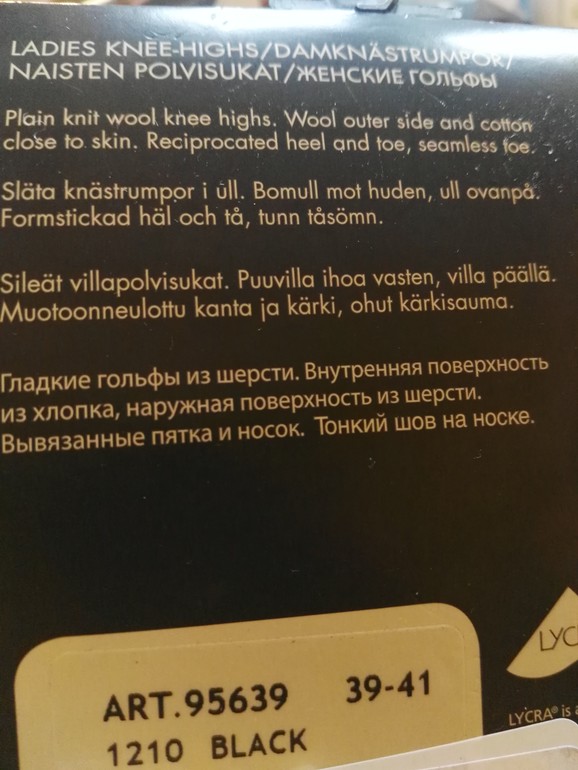 LADIES KNEE-HIGHS/DAMKNÄSTRUMPOR/
NAISTEN POLVISUKAT/ЖЕНСКИЕ ГОЛЬФЫ
Plain knit wool knee highs. Wool outer side and cotton
close to skin. Reciprocated heel and toe, seamless toe.
Släta knästrumpor i ull. Bomull mot huden, ull ovanpå.
Formstickad häl och tå, tunn tåsömn.
Sileät villapolvisukat. Puuvilla ihoa vasten, villa päällä.
Muotoonneulottu kanta ja kärki, ohut kärkisauma.
Гладкие гольфы из шерсти. Внутренняя поверхность
из хлопка, наружная поверхность из шерсти.
Вывязанные пятка и носок. Тонкий шов на носке.
LYC
ART.95639 39-41
1210 BLACK
LYCRA® is a